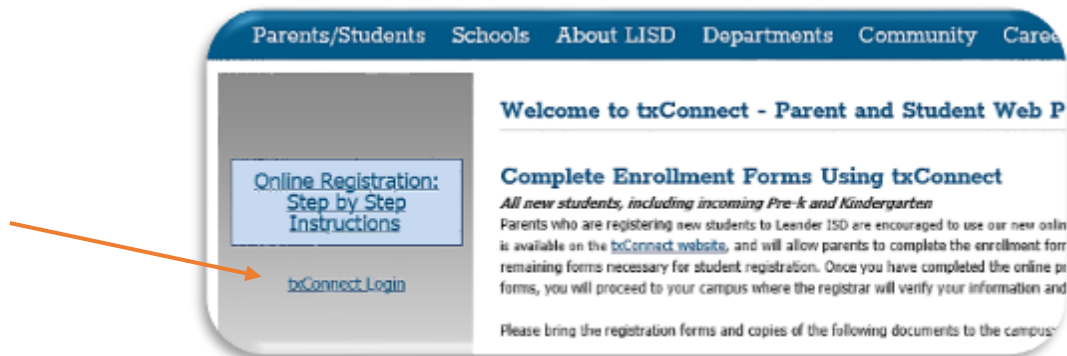 Parents/Students Schools About LISD Departments Community
Online Registration:
Step by Step
Instructions
txConnect Login
Welcome to txConnect - Parent and Student Web
Complete Enrollment Forms Using txConnect
All new students, including incoming Pre-k and Kindergarten
Parents who are registering new students to Leander ISD are encouraged to use our new
is available on the txConnect website, and will allow parents to complete the enrollment
remaining forms necessary for student registration. Once you have completed the online
forms, you will proceed to your campus where the registrar will verify your information and
Please bring the registration forms and copies of the following documents to the campus